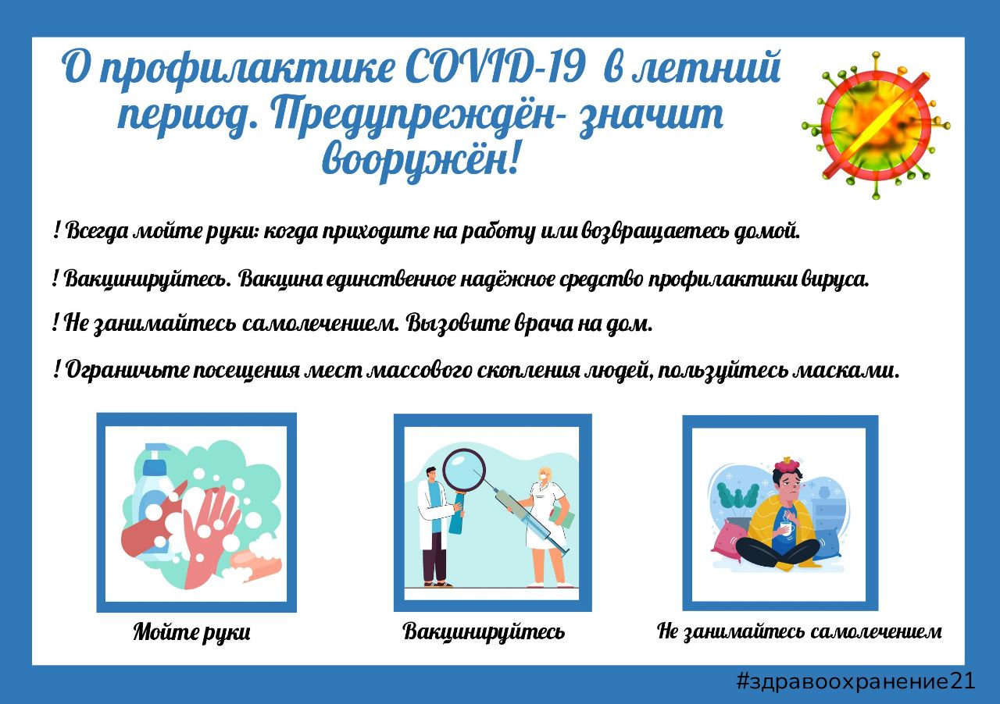 О профилактике COVID-19 в летний
период. Предупреждён- значит
вооружён!
! Всегда мойте руки: когда приходите на работу или возвращаетесь домой.
! Вакцинируйтесь. Вакцина единственное надёжное средство профилактики вируса.
! Не занимайтесь самолечением. Вызовите врача на дом.
! Ограничьте посещения мест массового скопления людей, пользуйтесь масками.
Мойте руки
Вакцинируйтесь
Не занимайтесь самолечением
#здравоохранение21